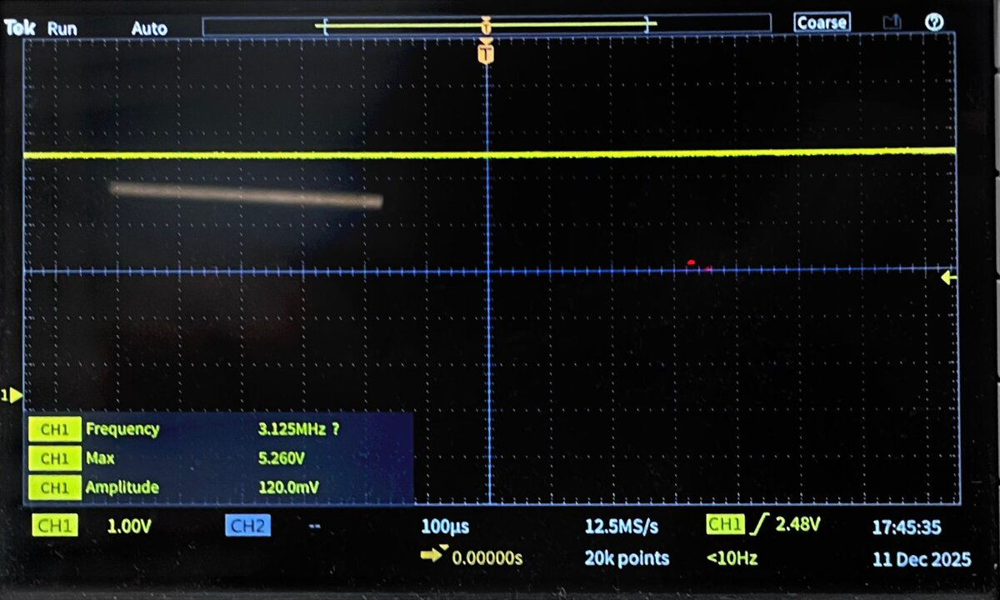 Tek Run Auto T Coarse ?
T
1
CH1 Frequency 3.125MHz ?
CH1 Max 5.260V
CH1 Amplitude 120.0mV
CH1 1.00V CH2 -- 100µs 12.5MS/s CH1 2.48V 17:45:35
0.00000s 20k points <10Hz 11 Dec 2025